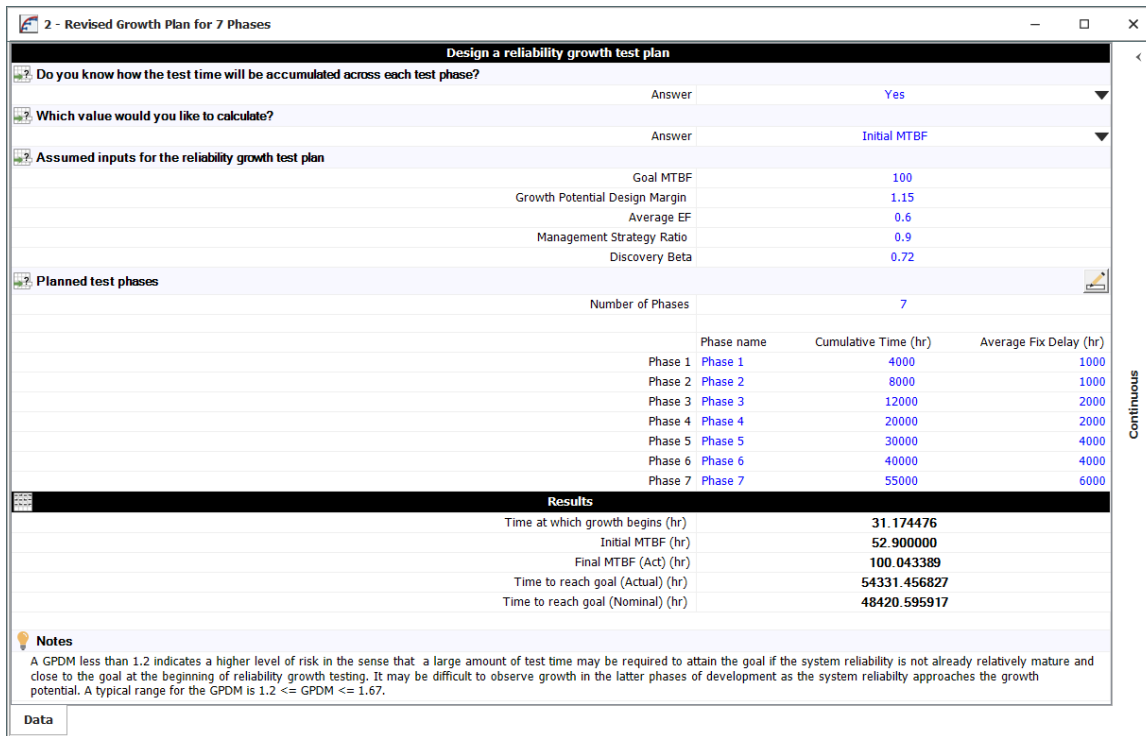 2 - Revised Growth Plan for 7 Phases
Design a reliability growth test plan
Do you know how the test time will be accumulated across each test phase?
Answer Yes
Which value would you like to calculate?
Answer Initial MTBF
Assumed inputs for the reliability growth test plan
Goal MTBF 100
Growth Potential Design Margin 1.15
Average EF 0.6
Management Strategy Ratio 0.9
Discovery Beta 0.72
Planned test phases
Number of Phases 7
Phase name Cumulative Time (hr) Average Fix Delay (hr)
Phase 1 Phase 1 4000 1000
Phase 2 Phase 2 8000 1000
Phase 3 Phase 3 12000 2000
Phase 4 Phase 4 20000 2000
Phase 5 Phase 5 30000 4000
Phase 6 Phase 6 40000 4000
Phase 7 Phase 7 55000 6000
Results
Time at which growth begins (hr) 31.174476
Initial MTBF (hr) 52.900000
Final MTBF (Act) (hr) 100.043389
Time to reach goal (Actual) (hr) 54331.456827
Time to reach goal (Nominal) (hr) 48420.595917
Notes
A GPDM less than 1.2 indicates a higher level of risk in the sense that a large amount of test time may be required to attain the goal if the system reliability is not already relatively mature and
close to the goal at the beginning of reliability growth testing. It may be difficult to observe growth in the latter phases of development as the system reliabilty approaches the growth
potential. A typical range for the GPDM is 1.2 <= GPDM <= 1.67.
Data
Continuous